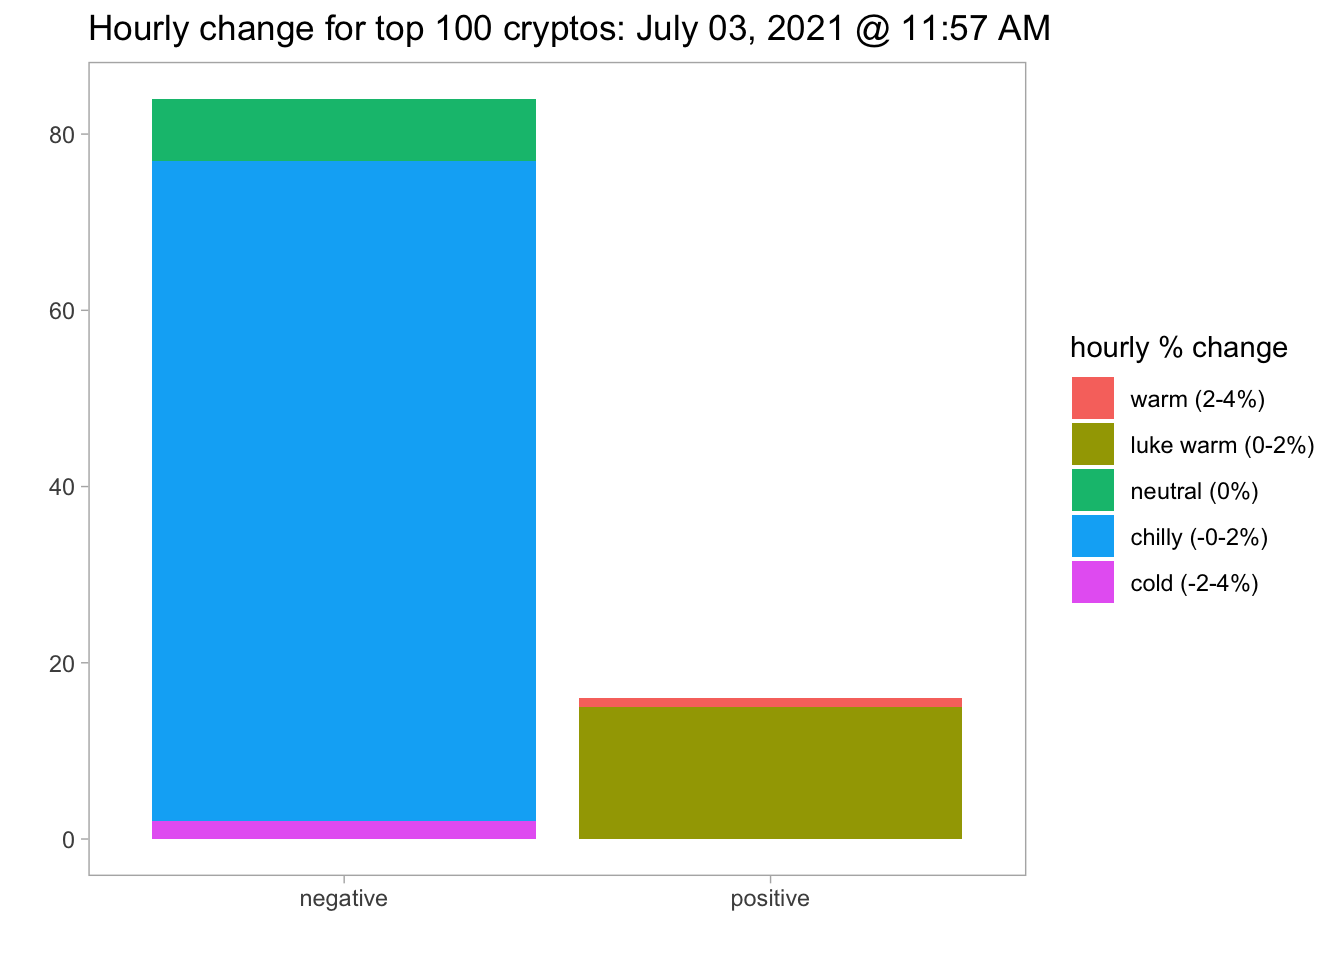 Hourly change for top 100 cryptos: July 03, 2021 @ 11:57 AM
80
60
40
20
0
negative
positive
hourly % change
warm (2-4%)
luke warm (0-2%)
neutral (0%)
chilly (-0-2%)
cold (-2-4%)